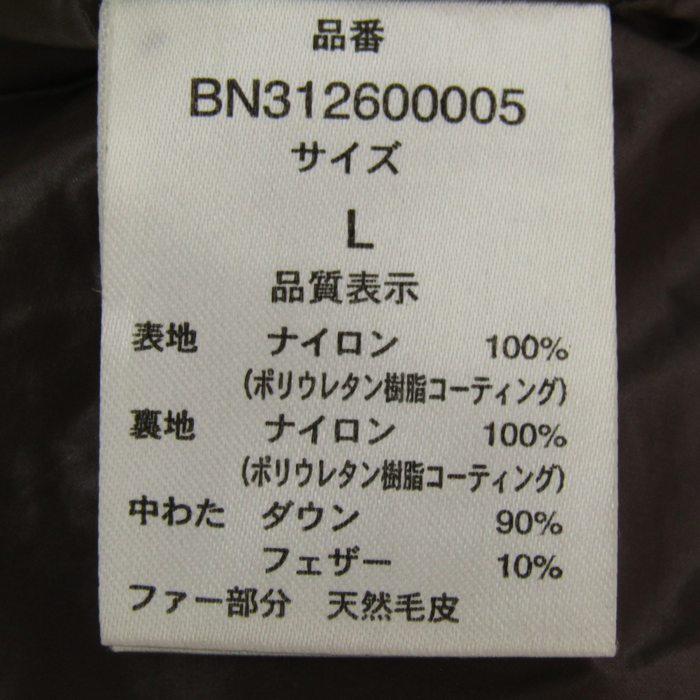 品番
BN312600005
サイズ
L
品質表示
表地 ナイロン 100%
(ポリウレタン樹脂コーティング)
裏地 ナイロン 100%
(ポリウレタン樹脂コーティング)
中わた ダウン 90%
フェザー 10%
ファー部分 天然毛皮